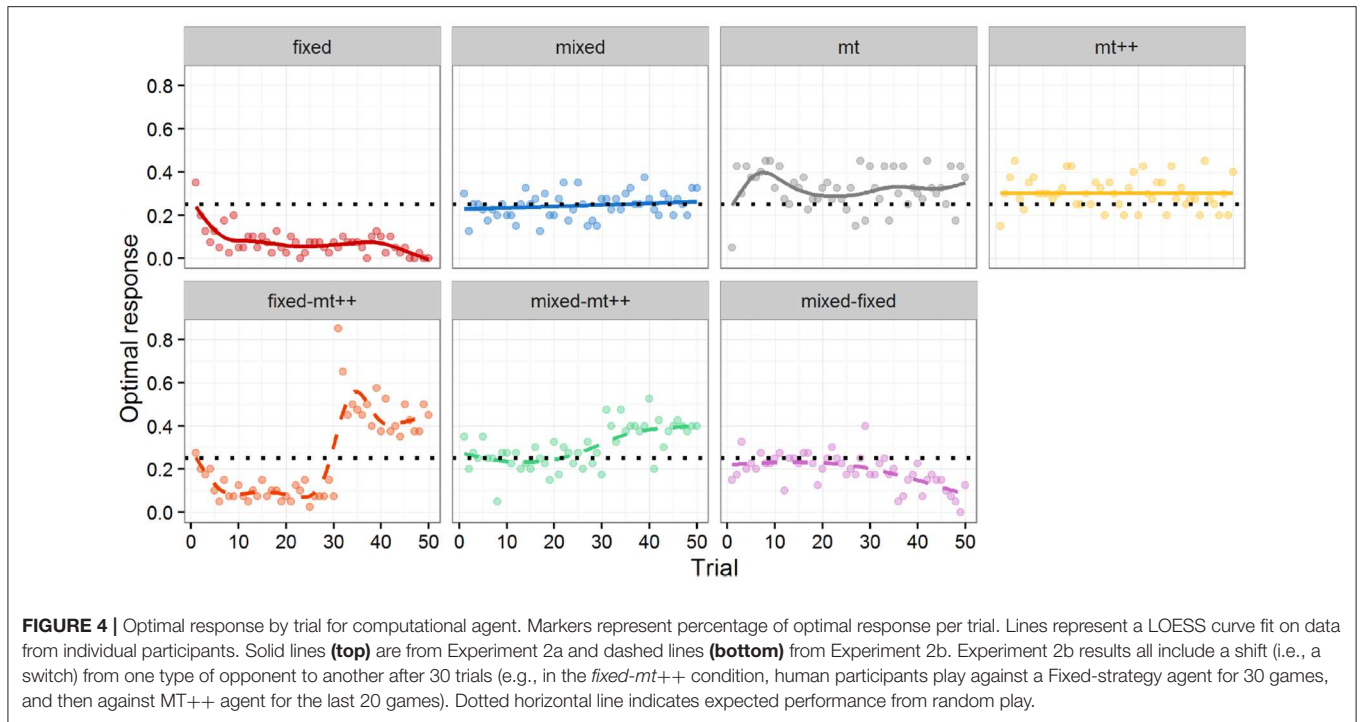 fixed
mixed
mt
mt++
0.8
0.6
0.4
0.2
0.0
Optimal response
fixed-mt++
mixed-mt++
mixed-fixed
0.8
0.6
0.4
0.2
0.0
0 10 20 30 40 50
0 10 20 30 40 50
0 10 20 30 40 50
Trial
FIGURE 4 | Optimal response by trial for computational agent. Markers represent percentage of optimal response per trial. Lines represent a LOESS curve fit on data
from individual participants. Solid lines (top) are from Experiment 2a and dashed lines (bottom) from Experiment 2b. Experiment 2b results all include a shift (i.e., a
switch) from one type of opponent to another after 30 trials (e.g., in the fixed-mt++ condition, human participants play against a Fixed-strategy agent for 30 games,
and then against MT++ agent for the last 20 games). Dotted horizontal line indicates expected performance from random play.